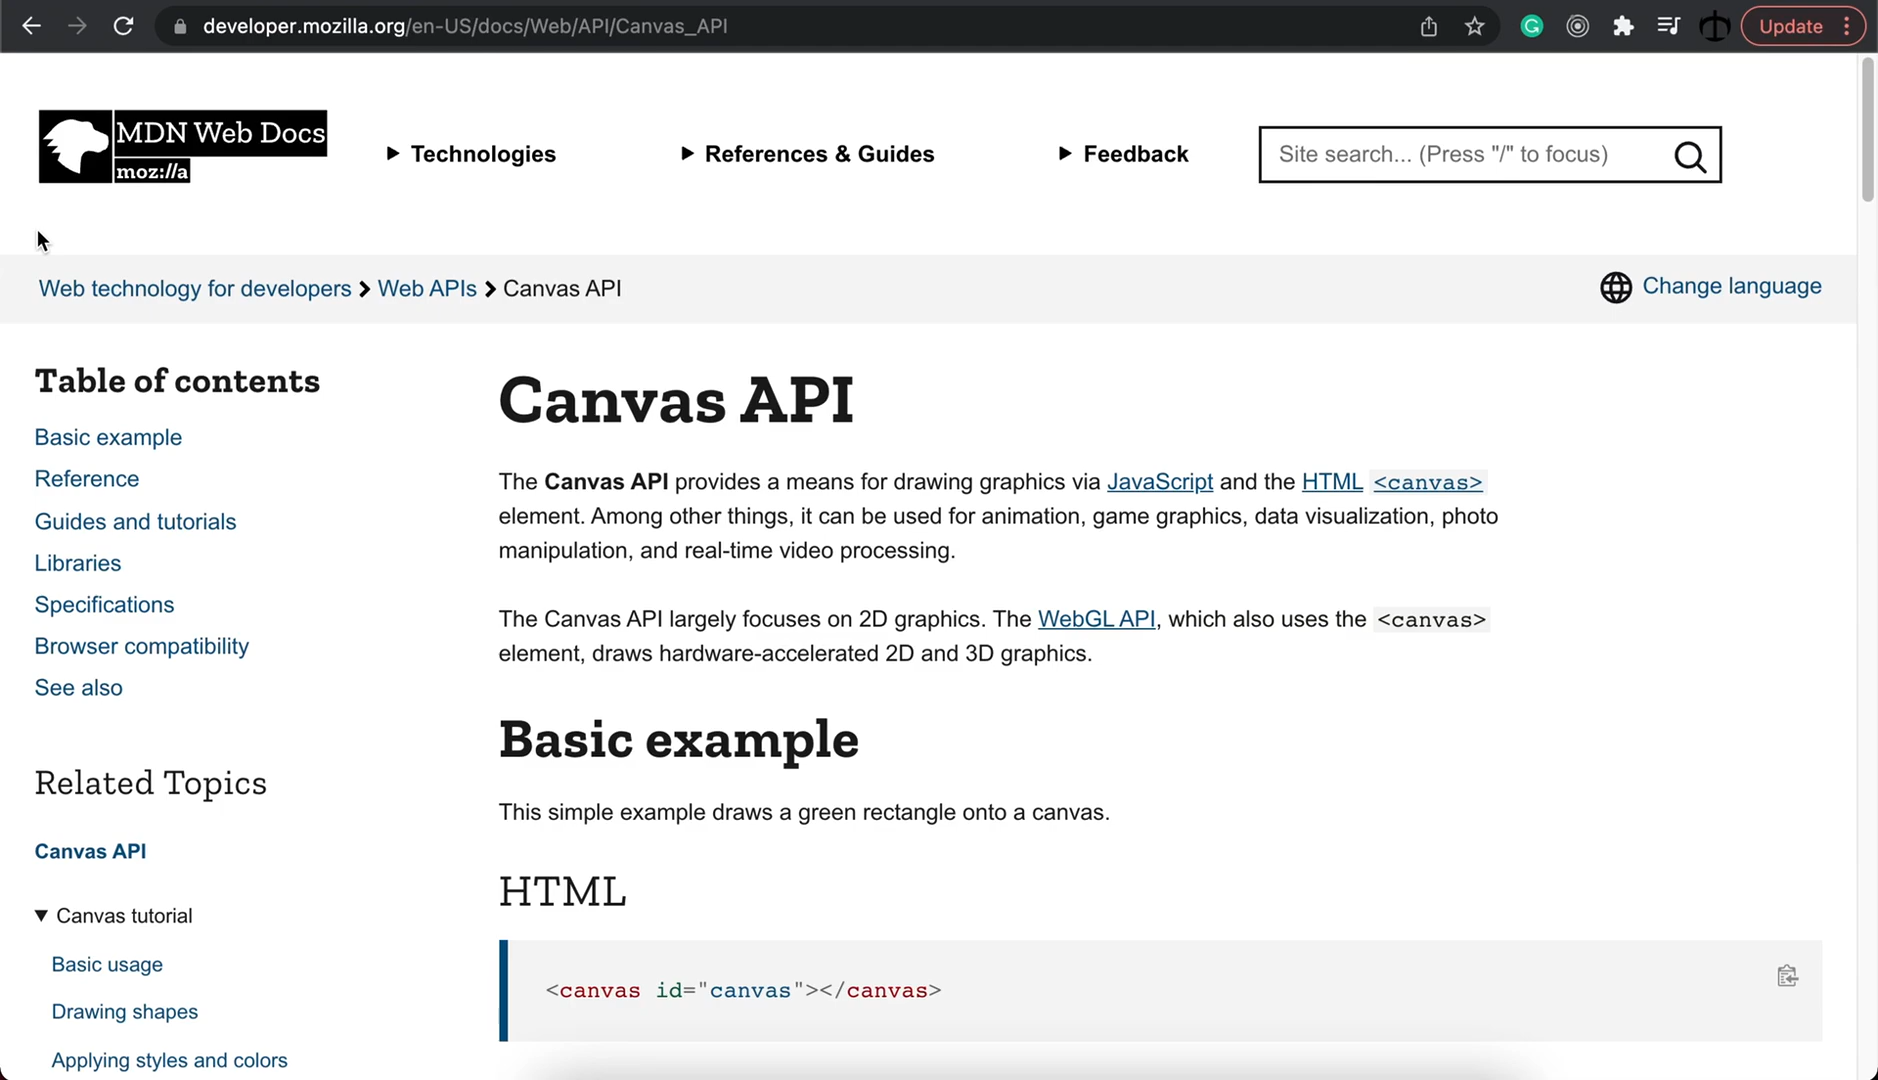 developer.mozilla.org/en-US/docs/Web/API/Canvas_API
Update
MDN Web Docs
moz://a
Technologies
References & Guides
Feedback
Site search... (Press "/" to focus)
Web technology for developers
Web APIs
Canvas API
Change language
Table of contents
Basic example
Reference
Guides and tutorials
Libraries
Specifications
Browser compatibility
See also
Related Topics
Canvas API
Canvas tutorial
Basic usage
Drawing shapes
Applying styles and colors
Canvas API
The Canvas API provides a means for drawing graphics via JavaScript and the HTML <canvas>
element. Among other things, it can be used for animation, game graphics, data visualization, photo
manipulation, and real-time video processing.
The Canvas API largely focuses on 2D graphics. The WebGL API, which also uses the <canvas>
element, draws hardware-accelerated 2D and 3D graphics.
Basic example
This simple example draws a green rectangle onto a canvas.
HTML
<canvas id="canvas"></canvas>